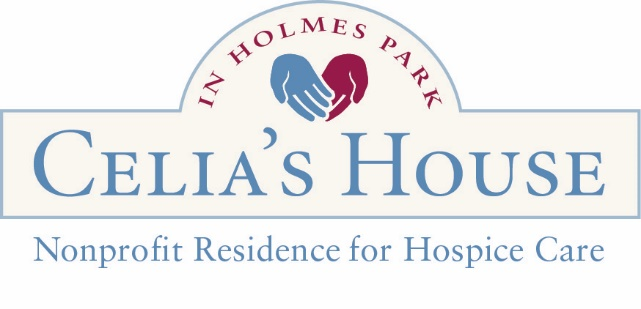 IN HOLMES PARK
CELIA'S HOUSE
Nonprofit Residence for Hospice Care